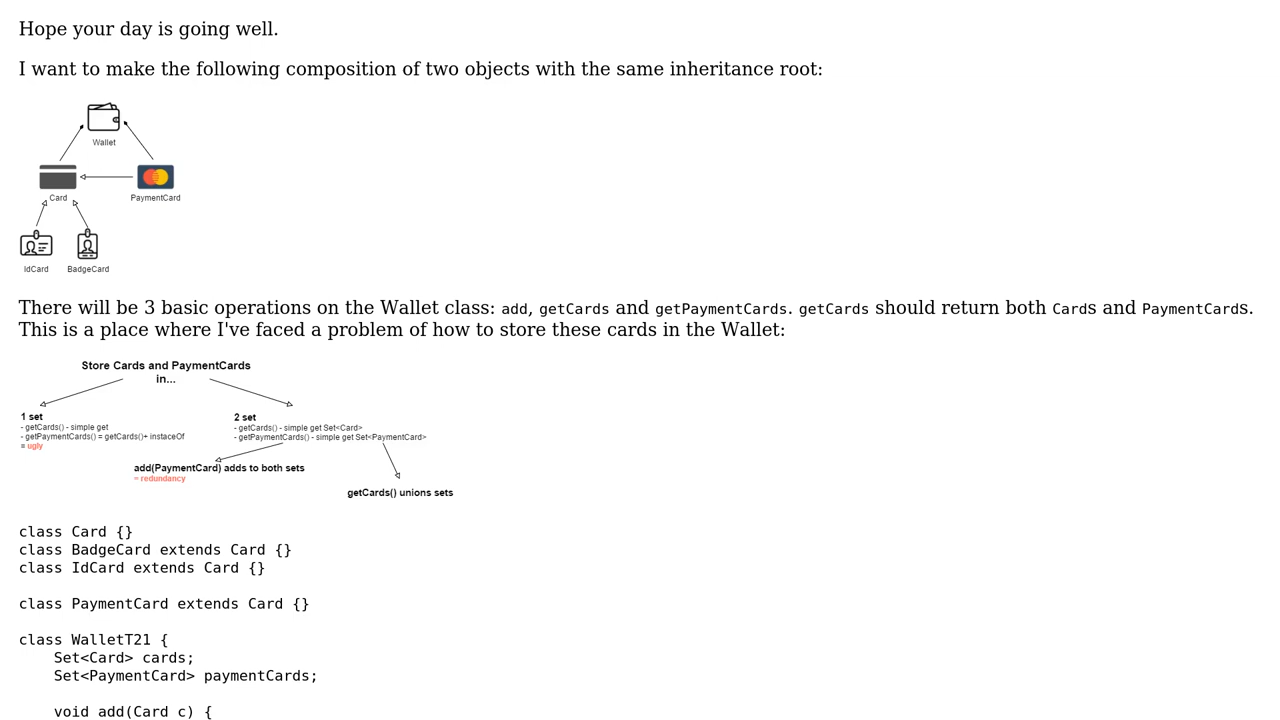 Hope your day is going well.
I want to make the following composition of two objects with the same inheritance root:
Wallet
Card
PaymentCard
IdCard
BadgeCard
There will be 3 basic operations on the Wallet class: add, getCards and getPaymentCards. getCards should return both Cards and PaymentCards.
This is a place where I've faced a problem of how to store these cards in the Wallet:
Store Cards and PaymentCards
in...
1 set
- getCards() - simple get
- getPaymentCards() = getCards()+ instaceOf
= ugly
2 set
- getCards() - simple get Set<Card>
- getPaymentCards() - simple get Set<PaymentCard>
add(PaymentCard) adds to both sets
= redundancy
getCards() unions sets
class Card {}
class BadgeCard extends Card {}
class IdCard extends Card {}
class PaymentCard extends Card {}
class WalletT21 {
    Set<Card> cards;
    Set<PaymentCard> paymentCards;
    void add(Card c) {